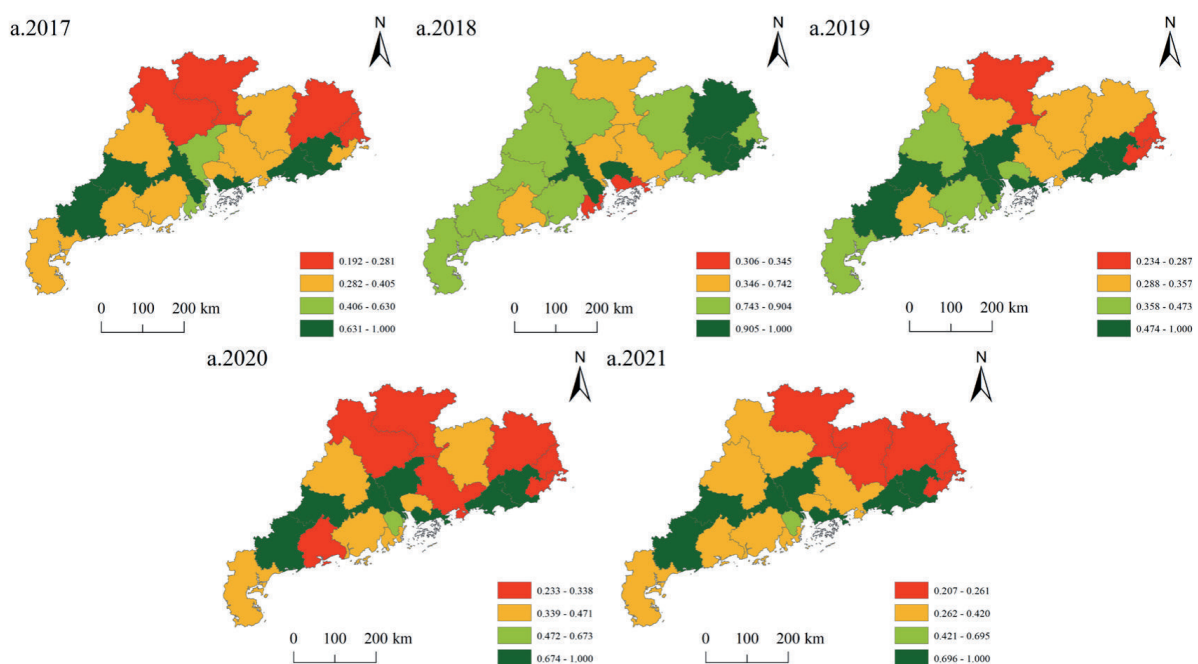 a.2017
N
0.192 - 0.281
0.282 - 0.405
0.406 - 0.630
0.631 - 1.000
0 100 200 km
a.2018
N
0.306 - 0.345
0.346 - 0.742
0.743 - 0.904
0.905 - 1.000
0 100 200 km
a.2019
N
0.234 - 0.287
0.288 - 0.357
0.358 - 0.473
0.474 - 1.000
0 100 200 km
a.2020
N
0.233 - 0.338
0.339 - 0.471
0.472 - 0.673
0.674 - 1.000
0 100 200 km
a.2021
N
0.207 - 0.261
0.262 - 0.420
0.421 - 0.695
0.696 - 1.000
0 100 200 km